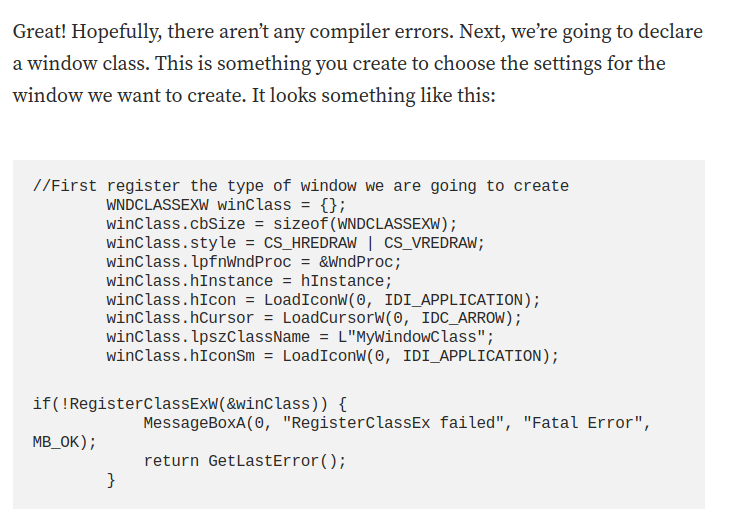 Great! Hopefully, there aren’t any compiler errors. Next, we’re going to declare
a window class. This is something you create to choose the settings for the
window we want to create. It looks something like this:
//First register the type of window we are going to create
        WNDCLASSEXW winClass = {};
        winClass.cbSize = sizeof(WNDCLASSEXW);
        winClass.style = CS_HREDRAW | CS_VREDRAW;
        winClass.lpfnWndProc = &WndProc;
        winClass.hInstance = hInstance;
        winClass.hIcon = LoadIconW(0, IDI_APPLICATION);
        winClass.hCursor = LoadCursorW(0, IDC_ARROW);
        winClass.lpszClassName = L"MyWindowClass";
        winClass.hIconSm = LoadIconW(0, IDI_APPLICATION);
if(!RegisterClassExW(&winClass)) {
            MessageBoxA(0, "RegisterClassEx failed", "Fatal Error",
MB_OK);
            return GetLastError();
        }